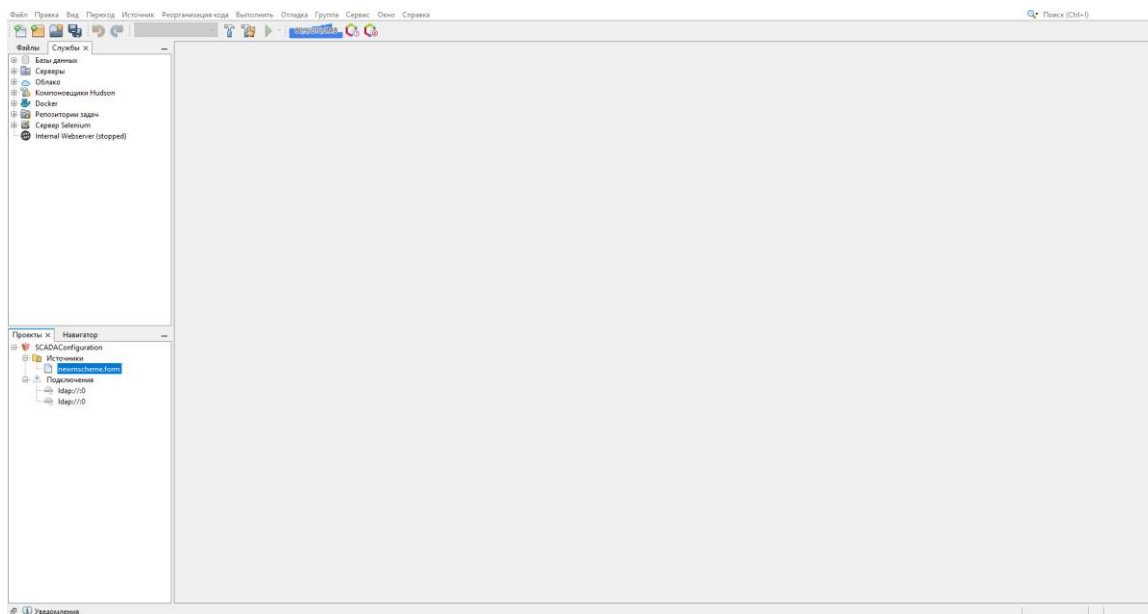 Файл Правка Вид Переход Источник Реорганизация кода Выполнить Отладка Группа Сервис Окно Справка
Поиск (Ctrl+I)
Файлы Службы
Базы данных
Серверы
Облако
Компоновщики Hudson
Docker
Репозитории задач
Сервер Selenium
Internal Webserver (stopped)
Проекты Навигатор
SCADAConfiguration
Источники
newmscheme.form
Подключения
ldap://:0
ldap://:0
Уведомления